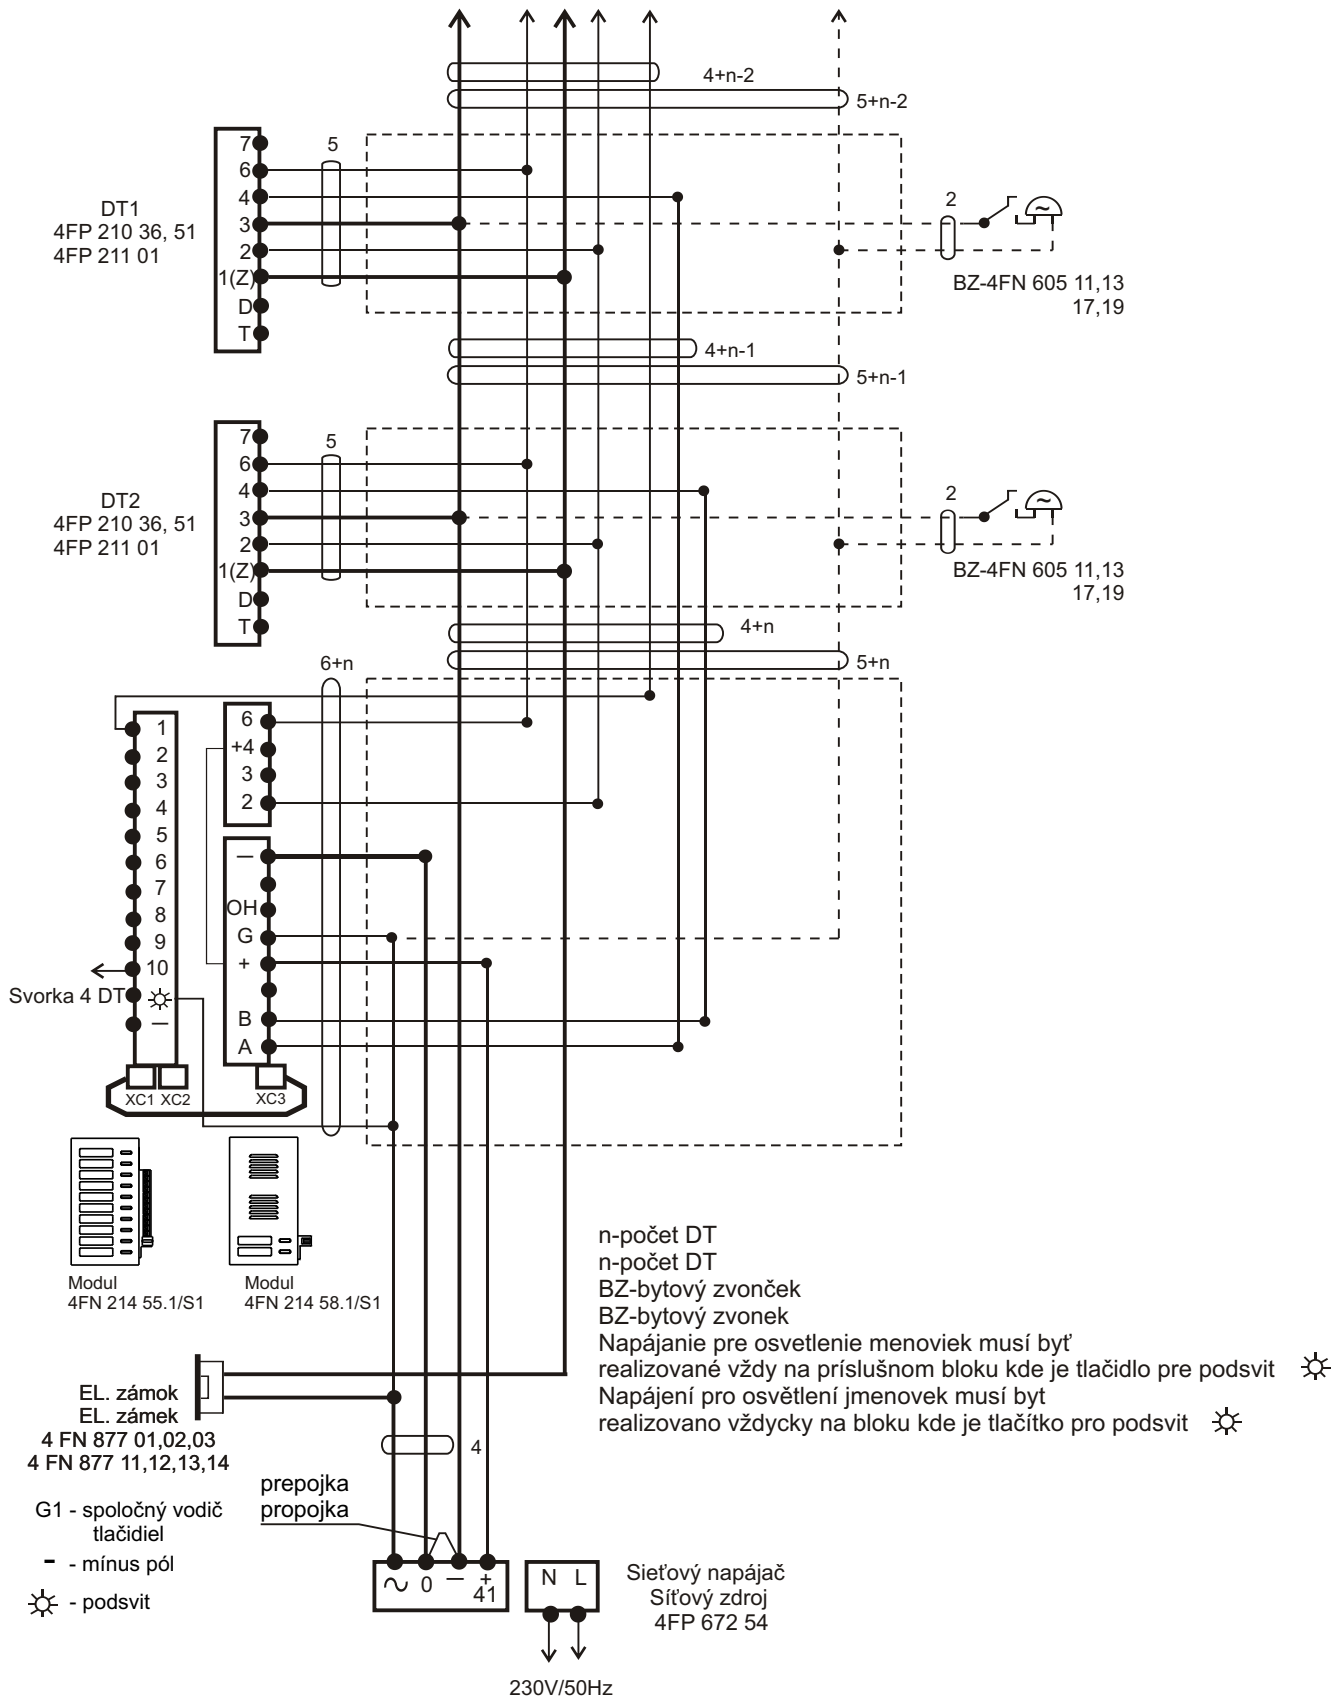 4+n-2
5+n-2
7
6
4
3
2
1(Z)
D
T
5
DT1
4FP 210 36, 51
4FP 211 01
2
~
BZ-4FN 605 11,13
17,19
4+n-1
5+n-1
7
6
4
3
2
1(Z)
D
T
5
DT2
4FP 210 36, 51
4FP 211 01
2
~
BZ-4FN 605 11,13
17,19
4+n
5+n
6+n
1
2
3
4
5
6
7
8
9
10
—
Svorka 4 DT
6
+4
3
2
—
OH
G
+
B
A
XC1 XC2
XC3
Modul
4FN 214 55.1/S1
Modul
4FN 214 58.1/S1
n-počet DT
n-počet DT
BZ-bytový zvonček
BZ-bytový zvonek
Napájanie pre osvetlenie menoviek musí byť
realizované vždy na príslušnom bloku kde je tlačidlo pre podsvit
Napájení pro osvětlení jmenovek musí byt
realizovano vždycky na bloku kde je tlačítko pro podsvit
EL. zámok
EL. zámek
4 FN 877 01,02,03
4 FN 877 11,12,13,14
4
prepojka
propojka
G1 - spoločný vodič
tlačidiel
- - mínus pól
- podsvit
~ 0 — +
41
N L
Sieťový napájač
Síťový zdroj
4FP 672 54
230V/50Hz